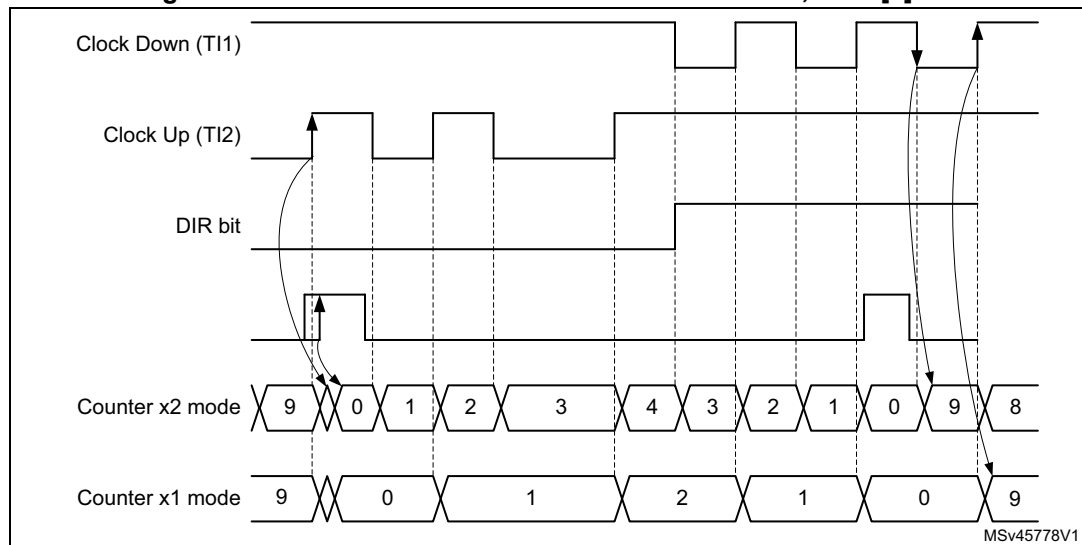 Clock Down (TI1)
Clock Up (TI2)
DIR bit
Counter x2 mode 9 0 1 2 3 4 3 2 1 0 9 8
Counter x1 mode 9 0 1 2 1 0 9
MSv45778V1